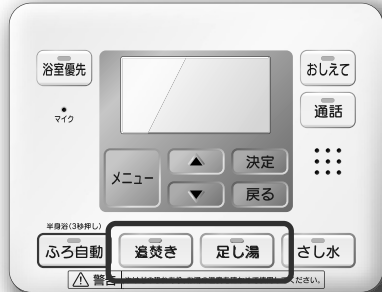 浴室優先
おしえて
マイク
通話
メニュー
決定
戻る
半身浴(3秒押し)
ふろ自動
追焚き
足し湯
さし水
警告
ください。